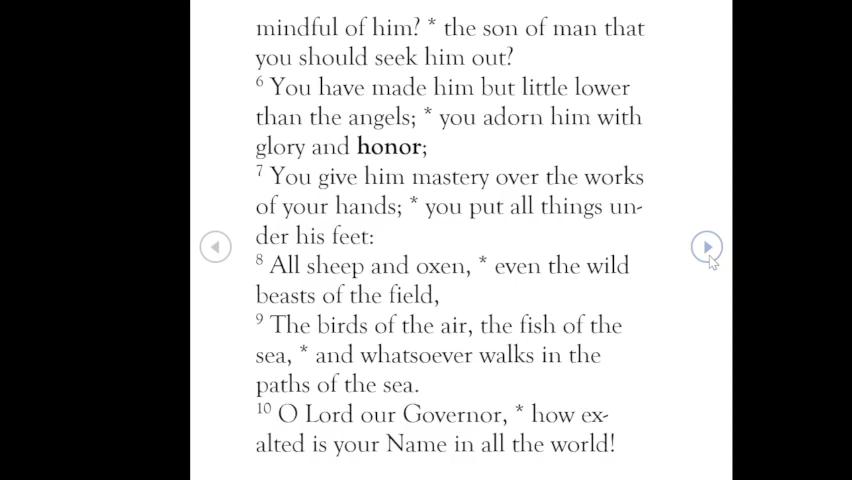 mindful of him? * the son of man that
you should seek him out?
6 You have made him but little lower
than the angels; * you adorn him with
glory and honor;
7 You give him mastery over the works
of your hands; * you put all things un-
der his feet:
8 All sheep and oxen, * even the wild
beasts of the field,
9 The birds of the air, the fish of the
sea, * and whatsoever walks in the
paths of the sea.
10 O Lord our Governor, * how ex-
alted is your Name in all the world!